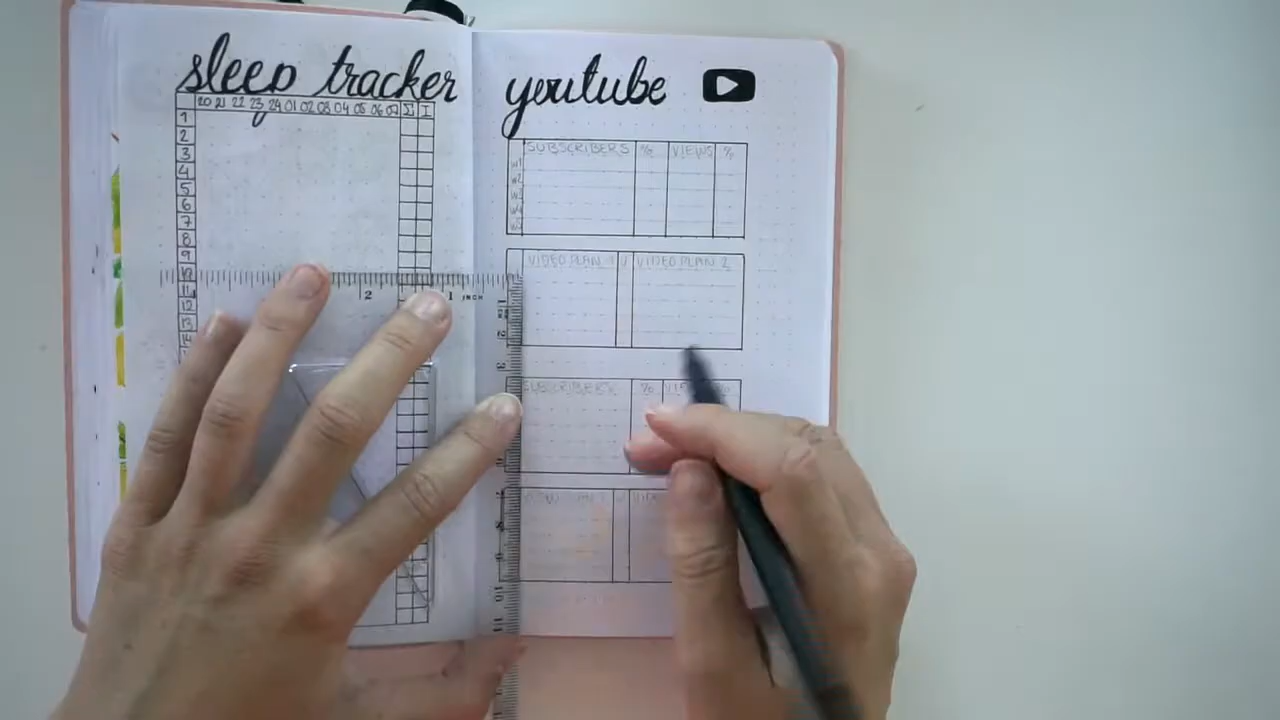 sleep tracker
20 21 22 23 24 01 02 03 04 05 06 07 Σ I
1
2
3
4
5
6
7
8
9
10
11
12
13
14
youtube
SUBSCRIBERS % VIEWS %
W1
W2
W3
W4
W5
VIDEO PLAN 1 V VIDEO PLAN 2
SUBSCRIBERS %
2 1 INCH